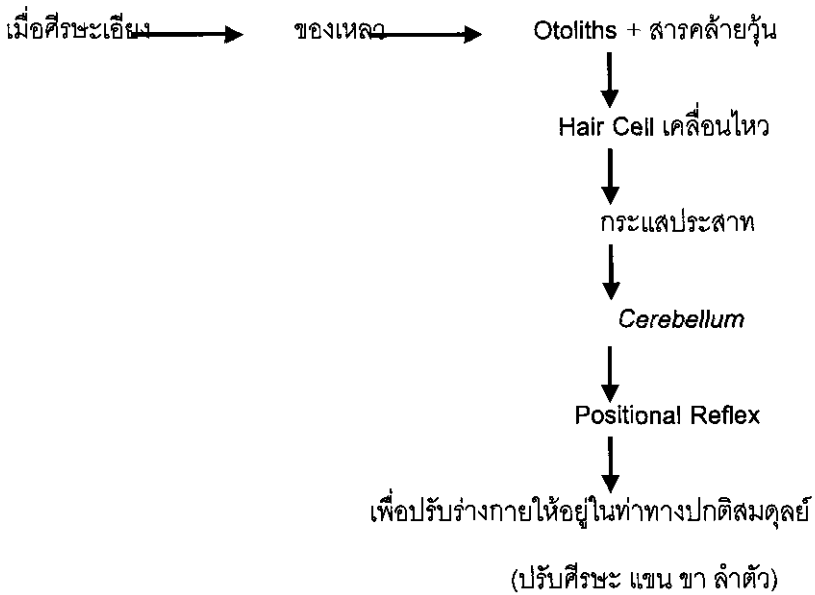 เมื่อศีรษะเอียง ของเหลว Otoliths + สารคล้ายวุ้น
Hair Cell เคลื่อนไหว
กระแสประสาท
Cerebellum
Positional Reflex
เพื่อปรับร่างกายให้อยู่ในท่าทางปกติสมดุลย์
(ปรับศีรษะ แขน ขา ลำตัว)